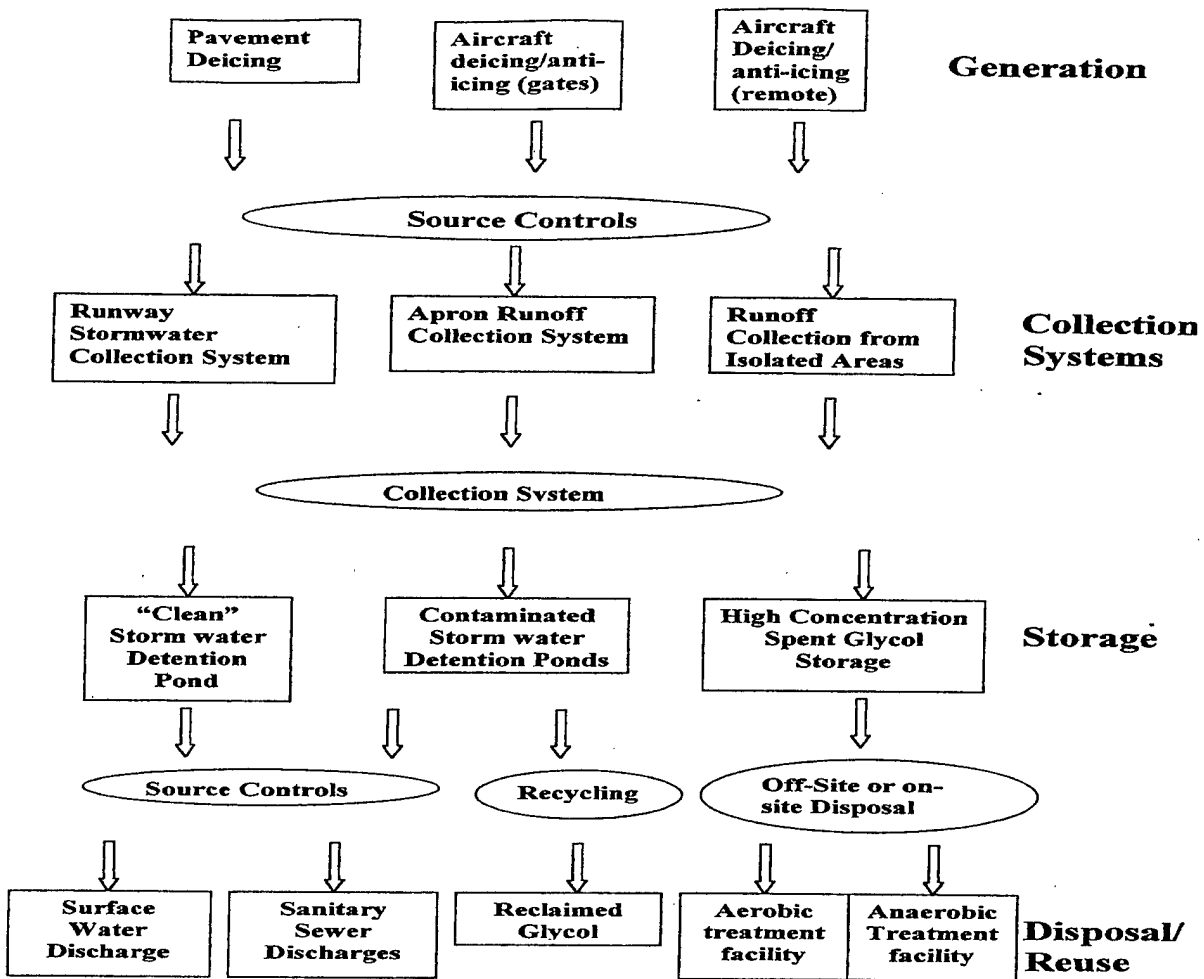 Pavement
Deicing
Aircraft
deicing/anti-
icing (gates)
Aircraft
Deicing/
anti-icing
(remote)
Generation
Source Controls
Runway
Stormwater
Collection System
Apron Runoff
Collection System
Runoff
Collection from
Isolated Areas
Collection
Systems
Collection System
“Clean”
Storm water
Detention
Pond
Contaminated
Storm water
Detention Ponds
High Concentration
Spent Glycol
Storage
Storage
Source Controls
Recycling
Off-Site or on-
site Disposal
Surface
Water
Discharge
Sanitary
Sewer
Discharges
Reclaimed
Glycol
Aerobic
treatment
facility
Anaerobic
Treatment
facility
Disposal/
Reuse